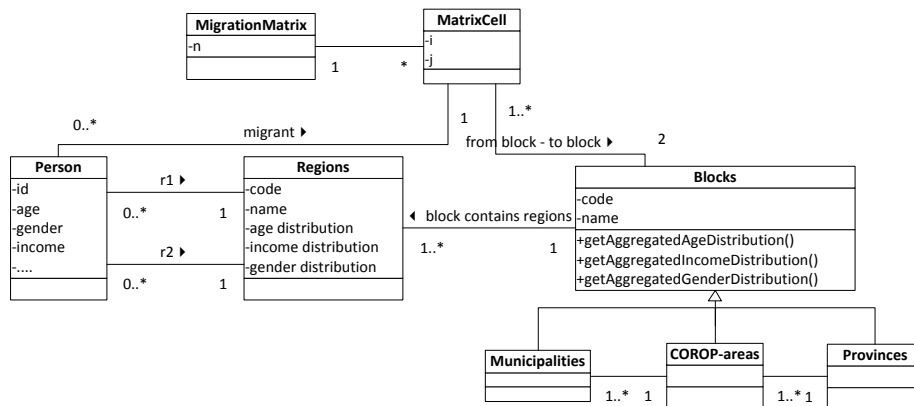 MigrationMatrix
-n
MatrixCell
-i
-j
1
*
0..*
migrant
1
1..*
from block - to block
2
Person
-id
-age
-gender
-income
-....
r1
0..*
1
r2
0..*
1
Regions
-code
-name
-age distribution
-income distribution
-gender distribution
block contains regions
1..*
1
Blocks
-code
-name
+getAggregatedAgeDistribution()
+getAggregatedIncomeDistribution()
+getAggregatedGenderDistribution()
Municipalities
COROP-areas
Provinces
1..*
1
1..*
1